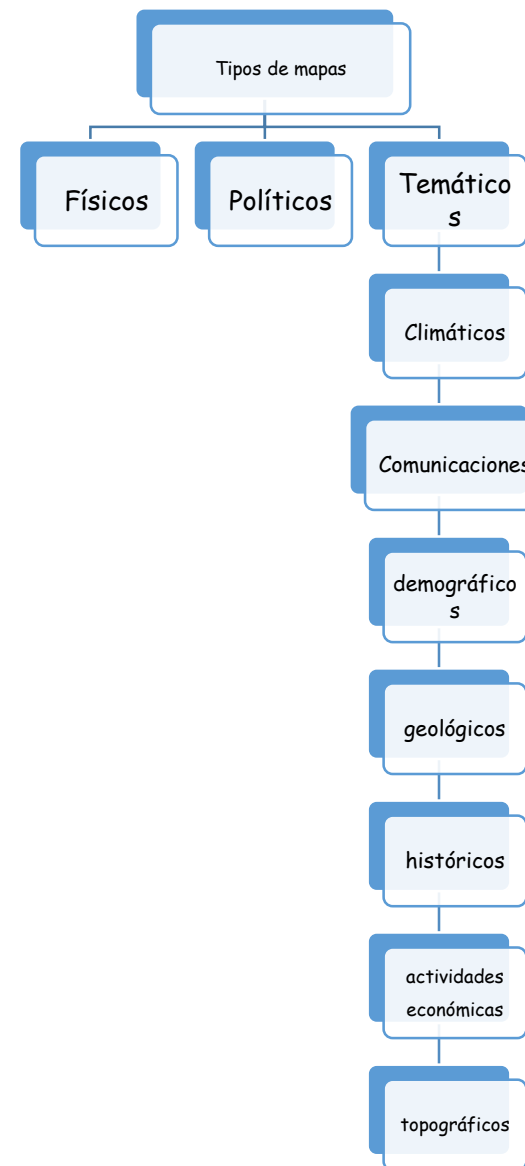 Tipos de mapas
Físicos
Políticos
Temático
s
Climáticos
Comunicaciones
demográfico
s
geológicos
históricos
actividades
económicas
topográficos